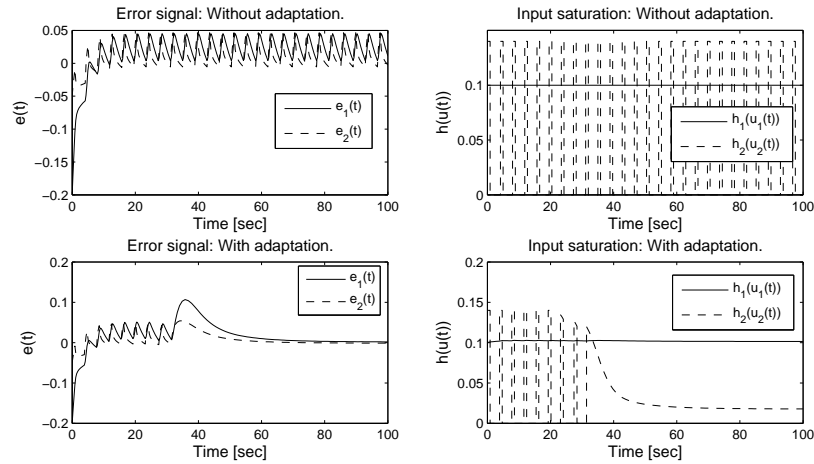 Error signal: Without adaptation.
0.05
0
−0.05
−0.1
−0.15
−0.2
e(t)
e1(t)
e2(t)
0 20 40 60 80 100
Time [sec]
Input saturation: Without adaptation.
0.1
0.05
0
h(u(t))
h1(u1(t))
h2(u2(t))
0 20 40 60 80 100
Time [sec]
Error signal: With adaptation.
0.2
0.1
0
−0.1
−0.2
e(t)
e1(t)
e2(t)
0 20 40 60 80 100
Time [sec]
Input saturation: With adaptation.
0.2
0.15
0.1
0.05
0
h(u(t))
h1(u1(t))
h2(u2(t))
0 20 40 60 80 100
Time [sec]